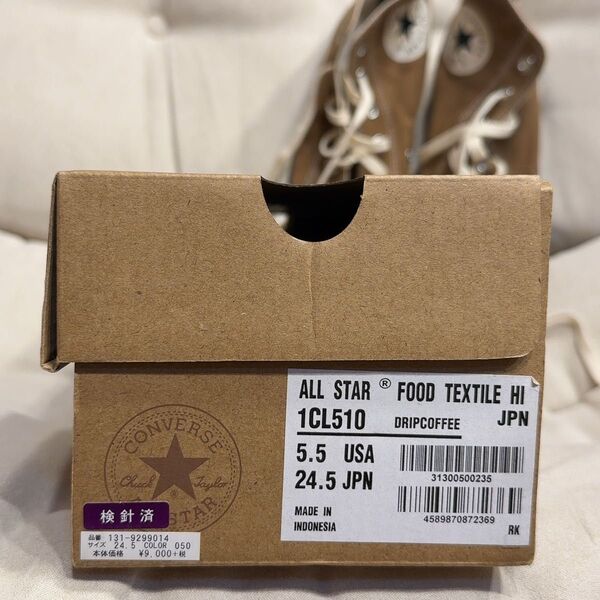 ALL STAR ® FOOD TEXTILE HI
1CL510 DRIPCOFFEE JPN
5.5 USA
24.5 JPN
31300500235
MADE IN
INDONESIA
4589870872369
RK
CONVERSE
Chuck Taylor
ALL STAR
®
検針済
品番 131-9299014
サイズ 24.5 COLOR 050
本体価格 ¥9,000+税